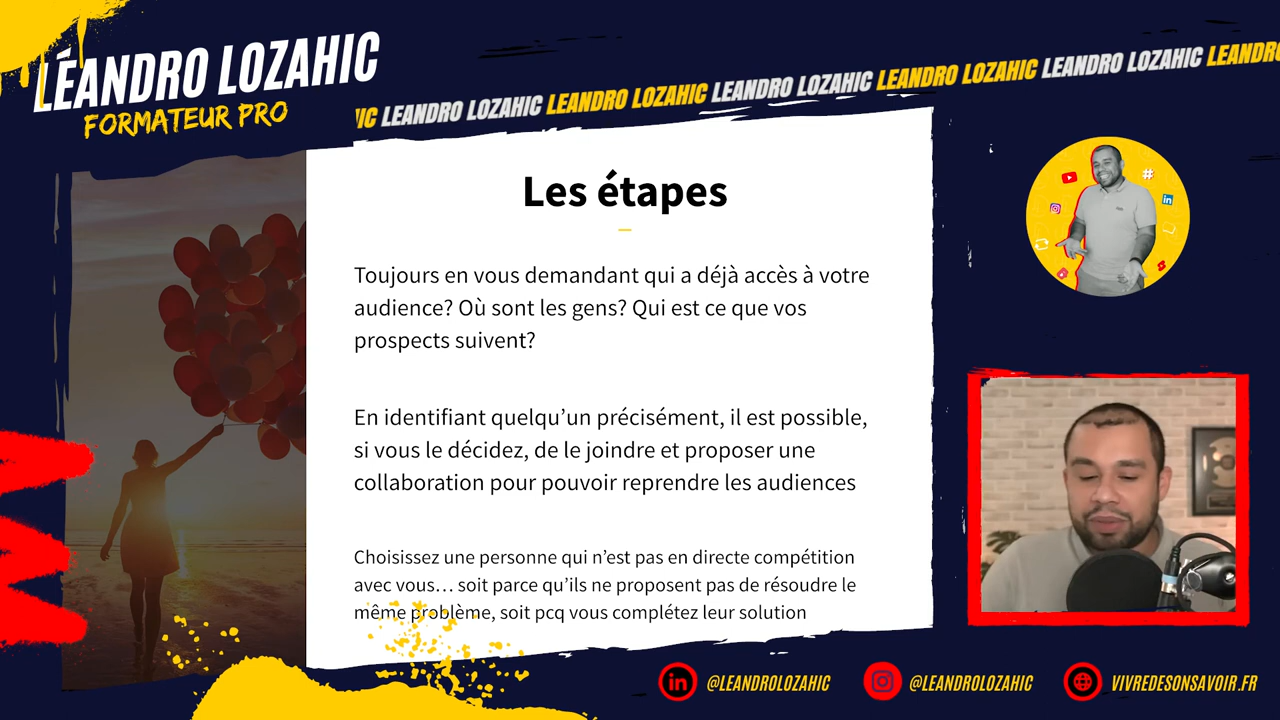 LÉANDRO LOZAHIC
FORMATEUR PRO
IC LEANDRO LOZAHIC LEANDRO LOZAHIC LEANDRO LOZAHIC LEANDRO LOZAHIC LEANDRO LOZAHIC LEANDRO
Les étapes
Toujours en vous demandant qui a déjà accès à votre
audience? Où sont les gens? Qui est ce que vos
prospects suivent?
En identifiant quelqu’un précisément, il est possible,
si vous le décidez, de le joindre et proposer une
collaboration pour pouvoir reprendre les audiences
Choisissez une personne qui n’est pas en directe compétition
avec vous… soit parce qu’ils ne proposent pas de résoudre le
même problème, soit pcq vous complétez leur solution
#
in
in @LEANDROLOZAHIC
@LEANDROLOZAHIC
VIVREDESONSAVOIR.FR